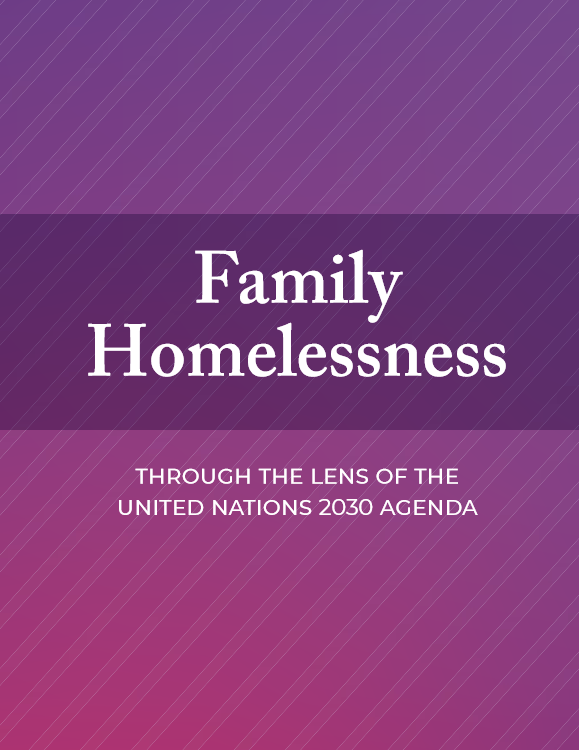 Family
Homelessness
THROUGH THE LENS OF THE
UNITED NATIONS 2030 AGENDA